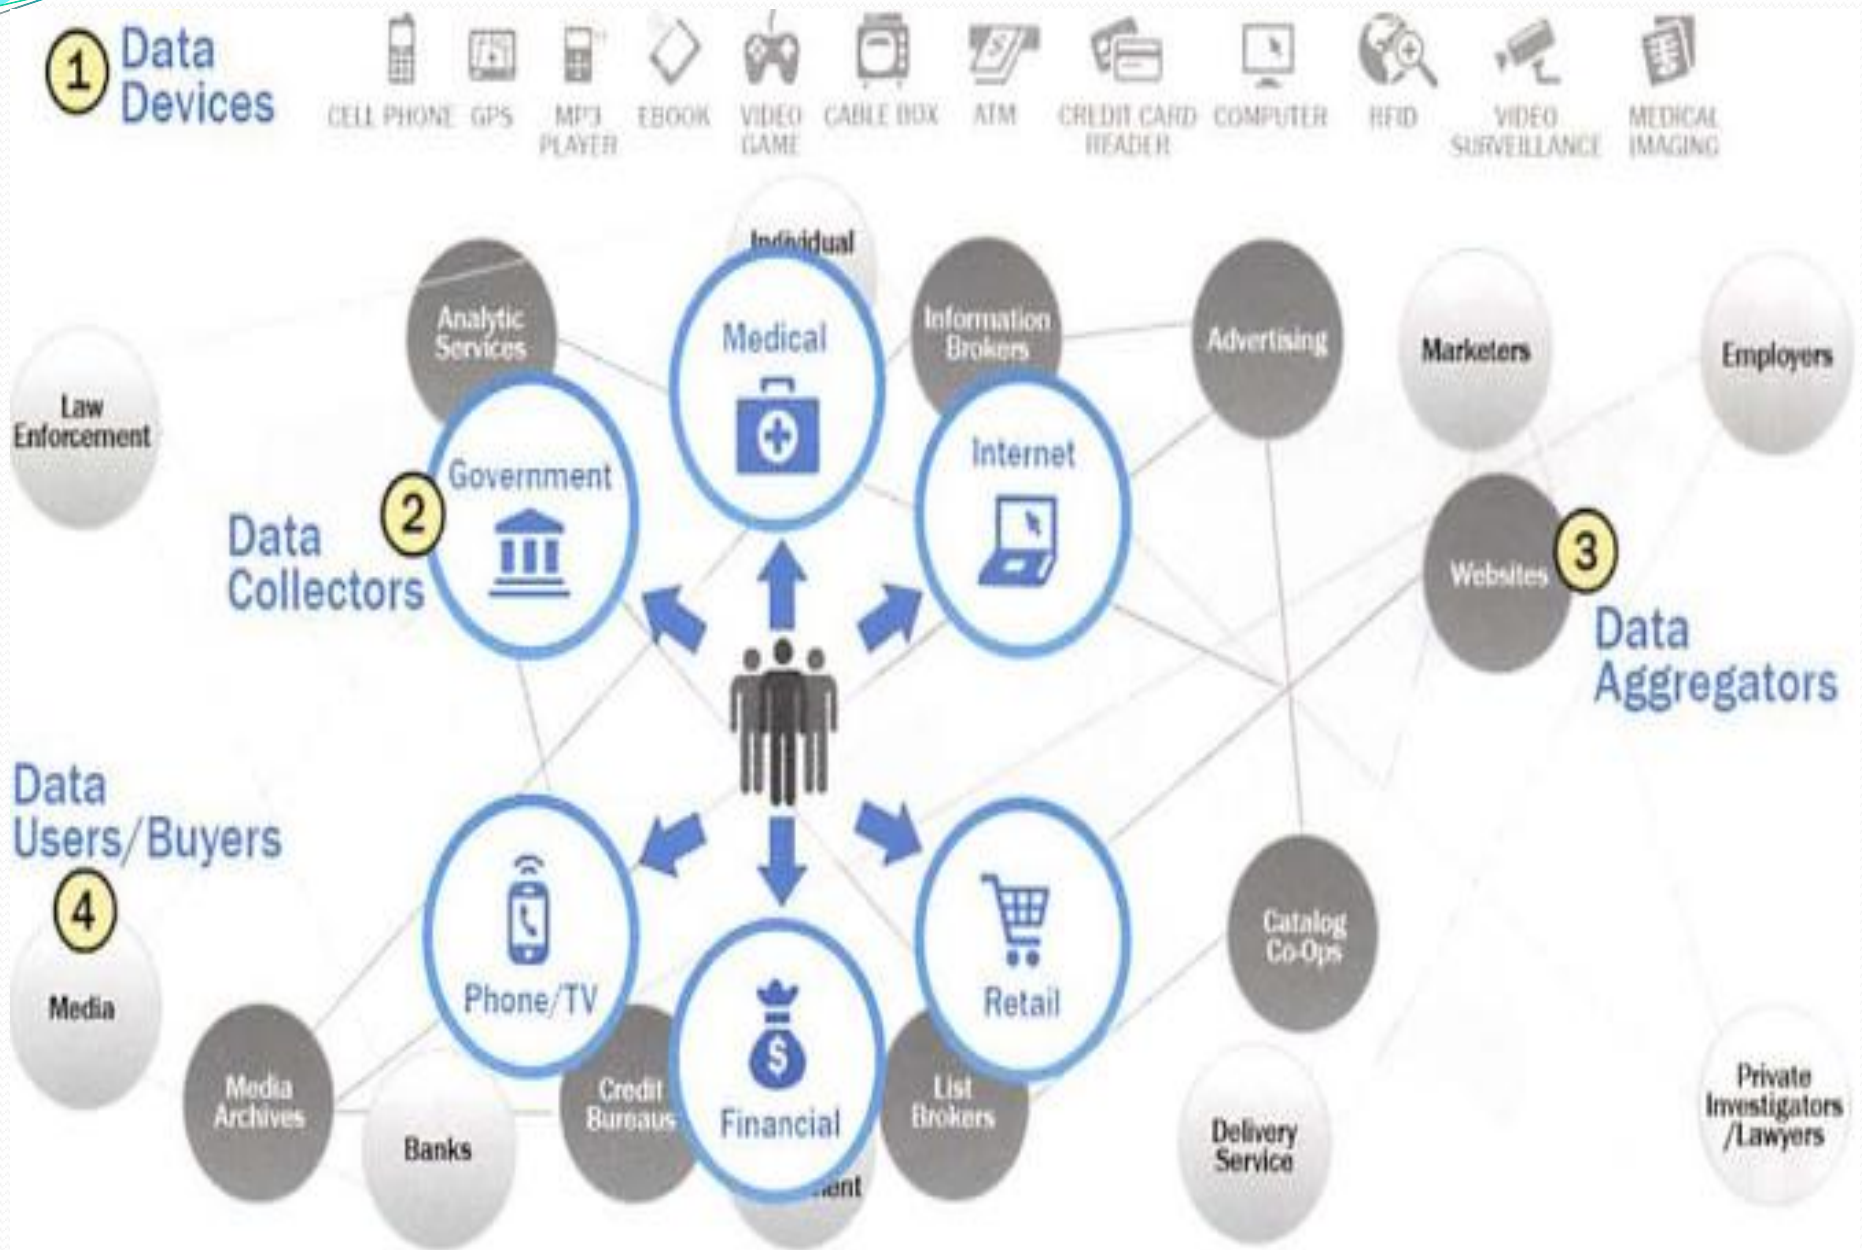 1
Data
Devices
CELL PHONE
GPS
MP3
PLAYER
EBOOK
VIDEO
GAME
CABLE BOX
ATM
CREDIT CARD
READER
COMPUTER
RFID
VIDEO
SURVEILLANCE
MEDICAL
IMAGING
Individual
Analytic
Services
Medical
Information
Brokers
Advertising
Marketers
Employers
Law
Enforcement
Government
2
Data
Collectors
Internet
Websites
3
Data
Aggregators
Data
Users/Buyers
4
Media
Phone/TV
$
Financial
Retail
Catalog
Co-Ops
Media
Archives
Banks
Credit
Bureaus
List
Brokers
Delivery
Service
Private
Investigators
/Lawyers